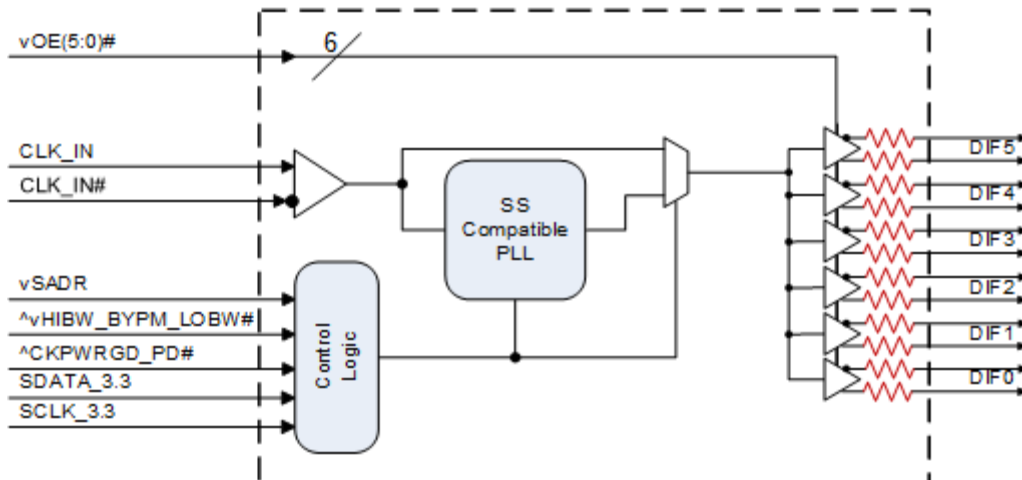 vOE(5:0)#
6
CLK_IN
CLK_IN#
SS
Compatible
PLL
DIF5
DIF4
DIF3
DIF2
DIF1
DIF0
vSADR
^vHIBW_BYPM_LOBW#
^CKPWRGD_PD#
SDATA_3.3
SCLK_3.3
Control
Logic